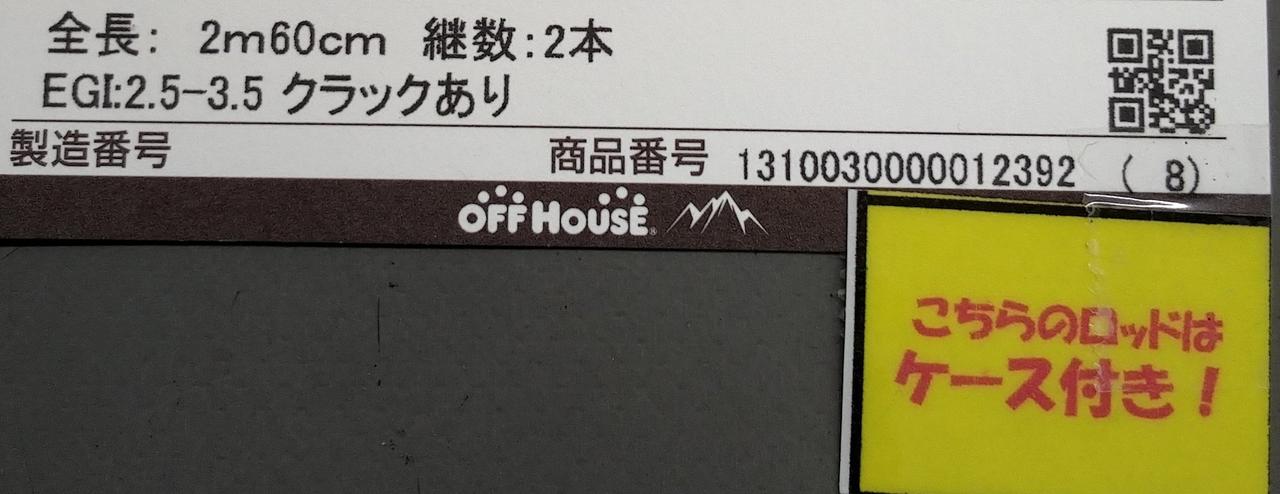 全長: 2m60cm 継数:2本
EGI:2.5-3.5 クラックあり
製造番号 商品番号 1310030000012392 ( 8)
OFF HOUSE®
こちらのロッドは
ケース付き!